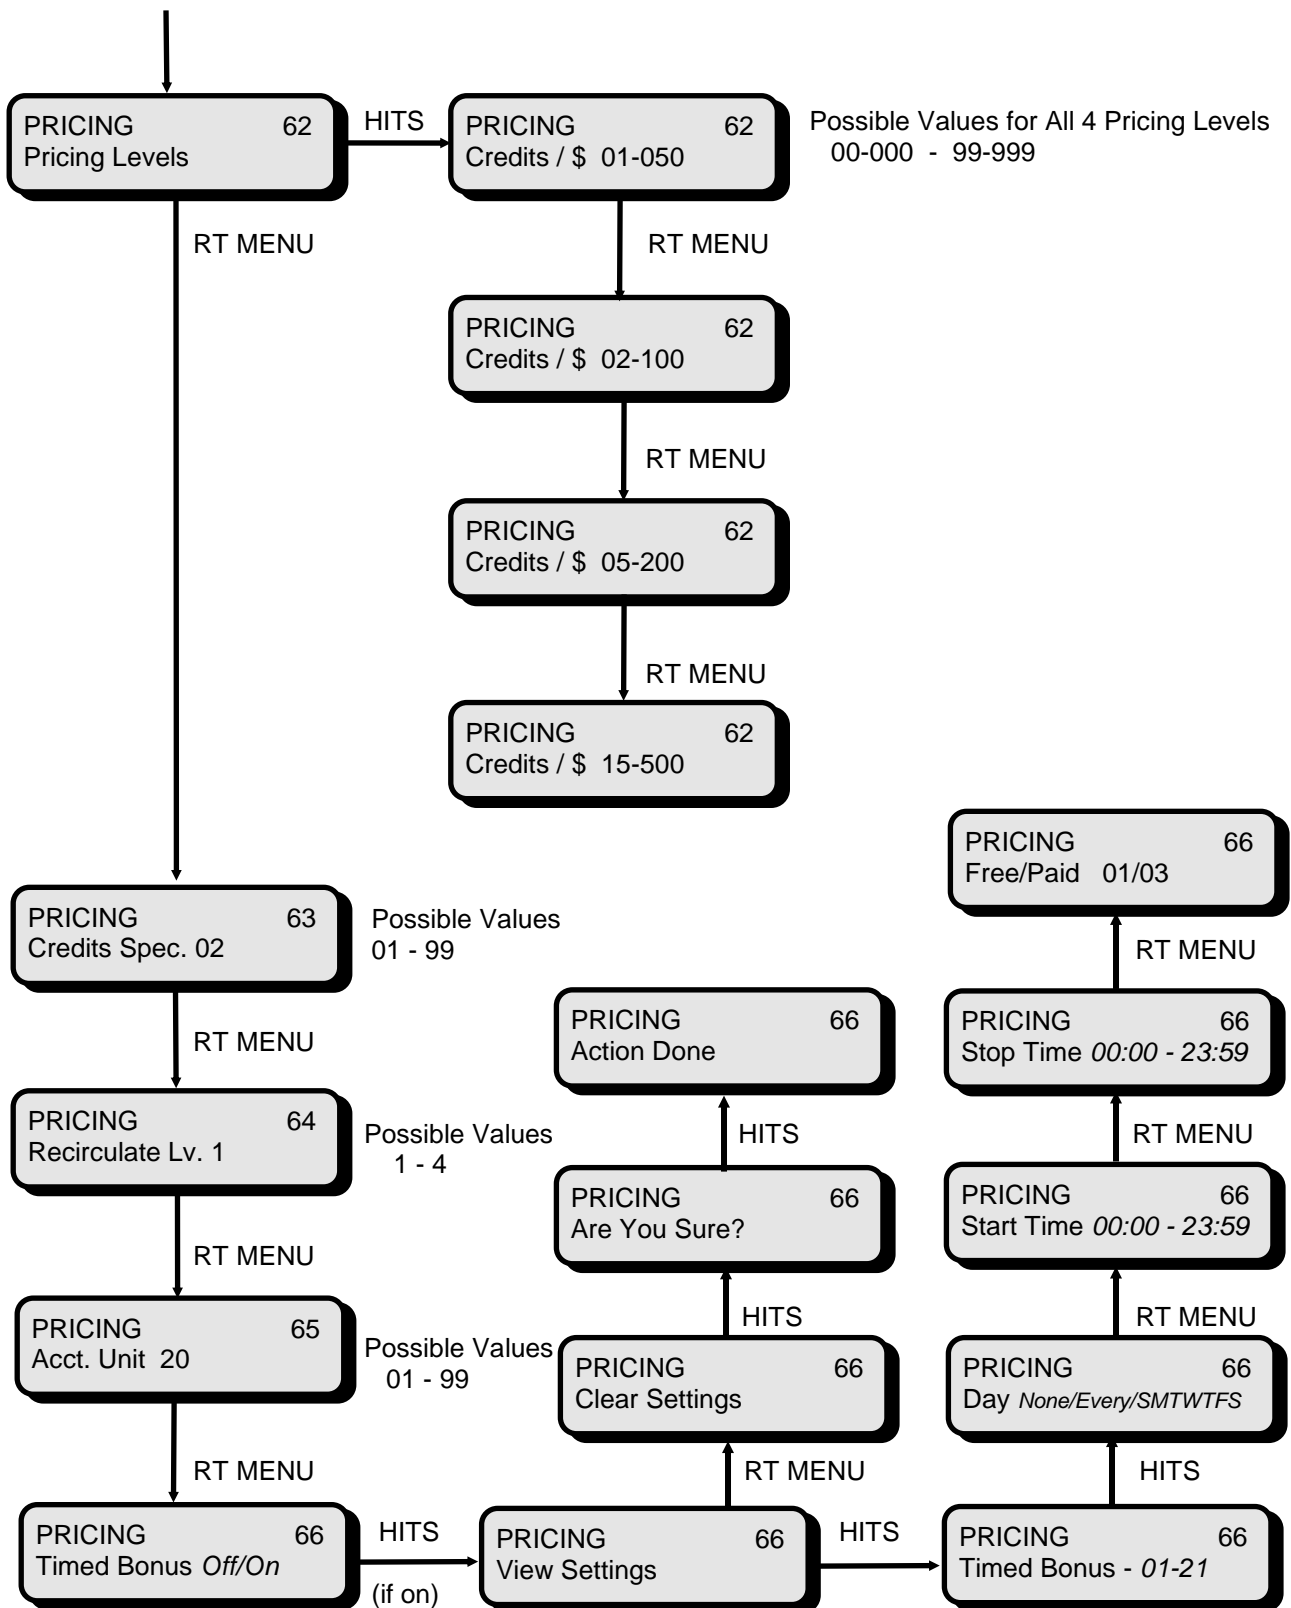 PRICING 62
Pricing Levels
HITS
PRICING 62
Credits / $ 01-050
Possible Values for All 4 Pricing Levels
00-000 - 99-999
RT MENU
RT MENU
PRICING 62
Credits / $ 02-100
RT MENU
PRICING 62
Credits / $ 05-200
RT MENU
PRICING 62
Credits / $ 15-500
PRICING 63
Credits Spec. 02
Possible Values
01 - 99
RT MENU
PRICING 64
Recirculate Lv. 1
Possible Values
1 - 4
RT MENU
PRICING 65
Acct. Unit 20
Possible Values
01 - 99
RT MENU
PRICING 66
Timed Bonus Off/On
HITS
(if on)
PRICING 66
View Settings
RT MENU
PRICING 66
Clear Settings
HITS
PRICING 66
Are You Sure?
HITS
PRICING 66
Action Done
HITS
PRICING 66
Timed Bonus - 01-21
HITS
PRICING 66
Day None/Every/SMTWTFS
RT MENU
PRICING 66
Start Time 00:00 - 23:59
RT MENU
PRICING 66
Stop Time 00:00 - 23:59
RT MENU
PRICING 66
Free/Paid 01/03